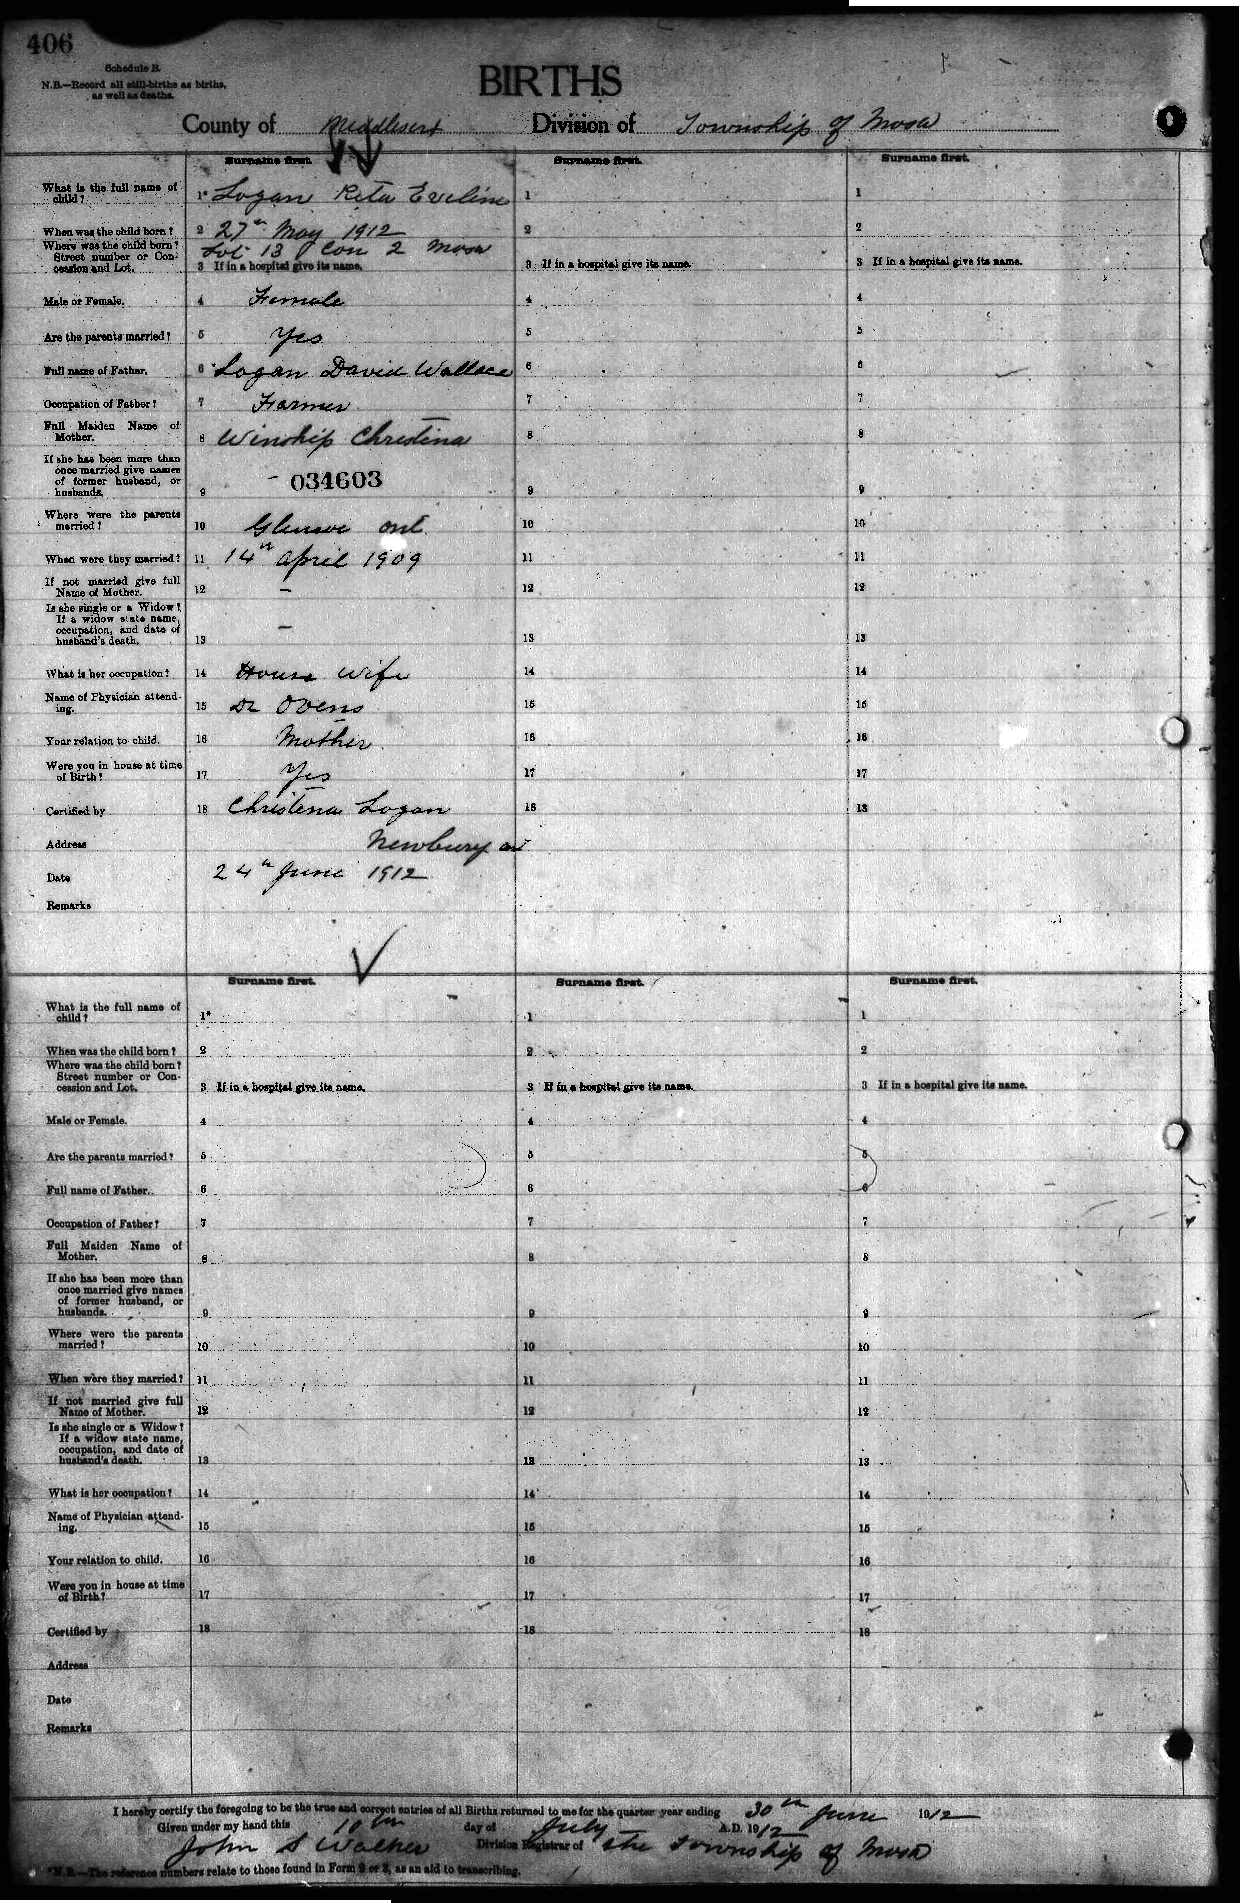 406
Schedule B.
N.B.—Record all still-births as births,
as well as deaths.
BIRTHS
County of Middlesex Division of Township of Mosa
Surname first. Surname first. Surname first.
What is the full name of
child? 1* Logan Reta Eveline 1 1
When was the child born? 2 27th May 1912 2 2
Where was the child born? Lot 13 Con 2 Mosa
Street number or Con-
cession and Lot. 3 If in a hospital give its name. 3 If in a hospital give its name. 3 If in a hospital give its name.
Male or Female. 4 Female 4 4
Are the parents married? 5 Yes 5 5
Full name of Father. 6 Logan David Wallace 6 6
Occupation of Father? 7 Farmer 7 7
Full Maiden Name of
Mother. 8 Winship Christina 8 8
If she has been more than
once married give names
of former husband, or - 034603
husbands. 9 9 9
Where were the parents
married? 10 Glencoe Ont 10 10
When were they married? 11 14th April 1909 11 11
If not married give full
Name of Mother. 12 - 12 12
Is she single or a Widow?
If a widow state name,
occupation, and date of -
husband's death. 13 13 13
What is her occupation? 14 House Wife 14 14
Name of Physician attend-
ing. 15 Dr Ovens 15 15
Your relation to child. 16 Mother 16 16
Were you in house at time
of Birth? 17 Yes 17 17
Certified by 18 Christena Logan 18 18
Address Newbury Ont
Date 24th June 1912
Remarks
Surname first. Surname first. Surname first.
What is the full name of
child? 1* 1 1
When was the child born? 2 2 2
Where was the child born?
Street number or Con-
cession and Lot. 3 If in a hospital give its name. 3 If in a hospital give its name. 3 If in a hospital give its name.
Male or Female. 4 4 4
Are the parents married? 5 5 5
Full name of Father. 6 6 6
Occupation of Father? 7 7 7
Full Maiden Name of
Mother. 8 8 8
If she has been more than
once married give names
of former husband, or
husbands. 9 9 9
Where were the parents
married? 10 10 10
When were they married? 11 11 11
If not married give full
Name of Mother. 12 12 12
Is she single or a Widow?
If a widow state name,
occupation, and date of
husband's death. 13 13 13
What is her occupation? 14 14 14
Name of Physician attend-
ing. 15 15 15
Your relation to child. 16 16 16
Were you in house at time
of Birth? 17 17 17
Certified by 18 18 18
Address
Date
Remarks
I hereby certify the foregoing to be the true and correct entries of all Births returned to me for the quarter year ending 30th June 1912
Given under my hand this 10th day of July A.D. 1912
John S Walker Division Registrar of the Township of Mosa
*N.B.—The reference numbers relate to those found in Form 2 or 3, as an aid to transcribing.